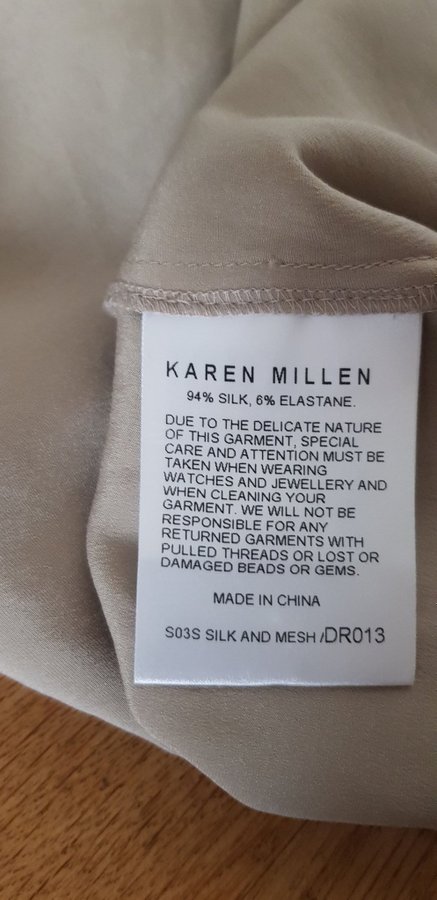 KAREN MILLEN
94% SILK, 6% ELASTANE.
DUE TO THE DELICATE NATURE
OF THIS GARMENT, SPECIAL
CARE AND ATTENTION MUST BE
TAKEN WHEN WEARING
WATCHES AND JEWELLERY AND
WHEN CLEANING YOUR
GARMENT. WE WILL NOT BE
RESPONSIBLE FOR ANY
RETURNED GARMENTS WITH
PULLED THREADS OR LOST OR
DAMAGED BEADS OR GEMS.
MADE IN CHINA
S03S SILK AND MESH /DR013